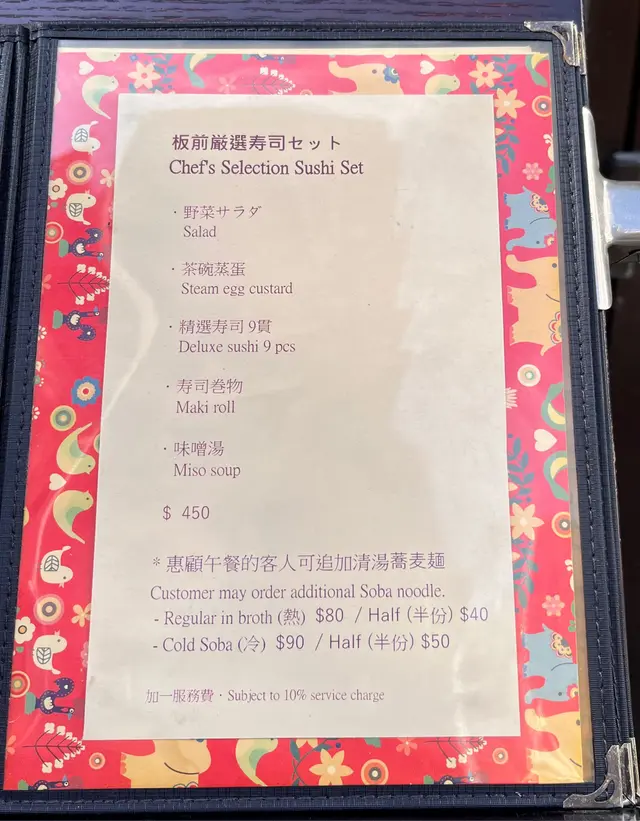 板前厳選寿司セット
Chef's Selection Sushi Set
・野菜サラダ
Salad
・茶碗蒸蛋
Steam egg custard
・精選寿司 9貫
Deluxe sushi 9 pcs
・寿司巻物
Maki roll
・味噌湯
Miso soup
$ 450
* 惠顧午餐的客人可追加清湯蕎麦麺
Customer may order additional Soba noodle.
- Regular in broth (熱) $80 / Half (半份) $40
- Cold Soba (冷) $90 / Half (半份) $50
加一服務費・Subject to 10% service charge